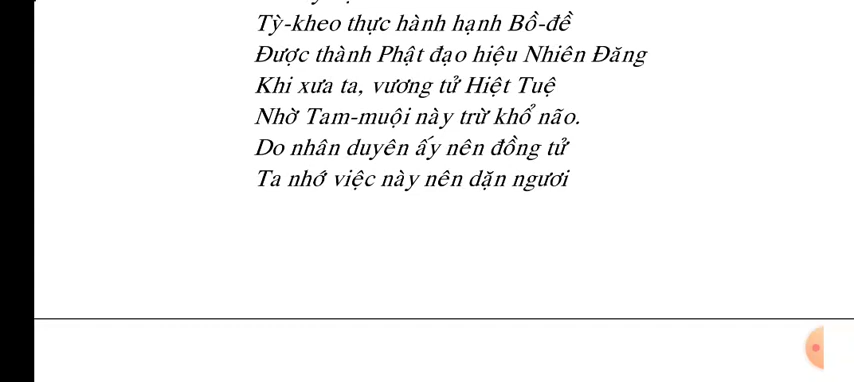 Tỳ-kheo thực hành hạnh Bồ-đề
Được thành Phật đạo hiệu Nhiên Đăng
Khi xưa ta, vương tử Hiệt Tuệ
Nhờ Tam-muội này trừ khổ não.
Do nhân duyên ấy nên đồng tử
Ta nhớ việc này nên dặn ngươi